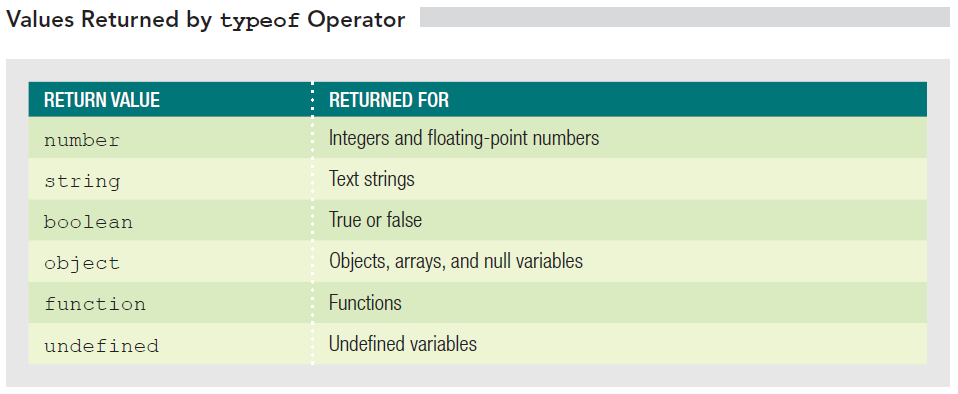 Values Returned by typeof Operator
RETURN VALUE RETURNED FOR
number Integers and floating-point numbers
string Text strings
boolean True or false
object Objects, arrays, and null variables
function Functions
undefined Undefined variables